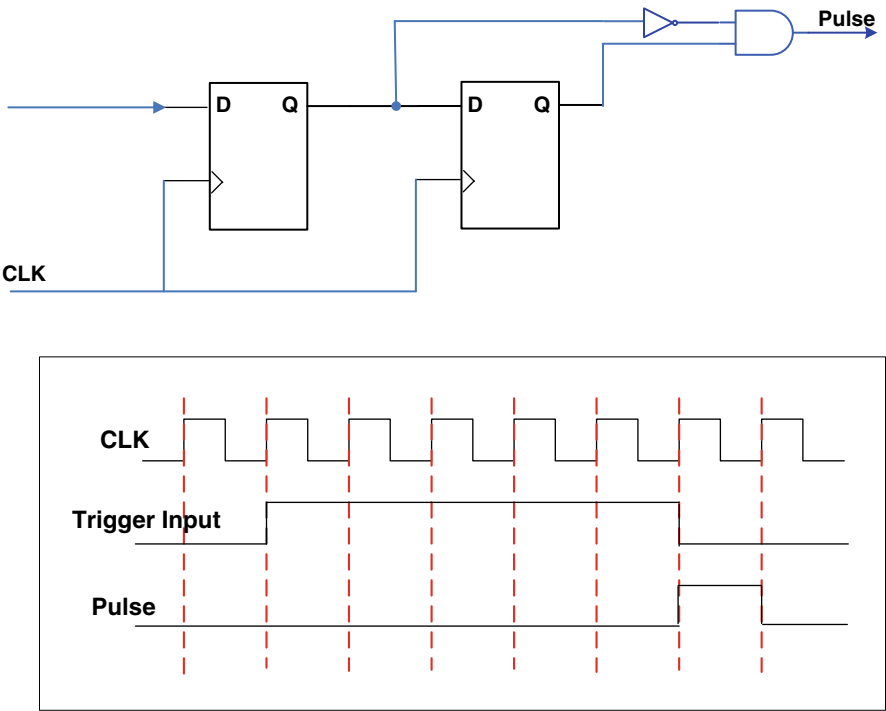 Pulse
D Q
D Q
CLK
CLK
Trigger Input
Pulse